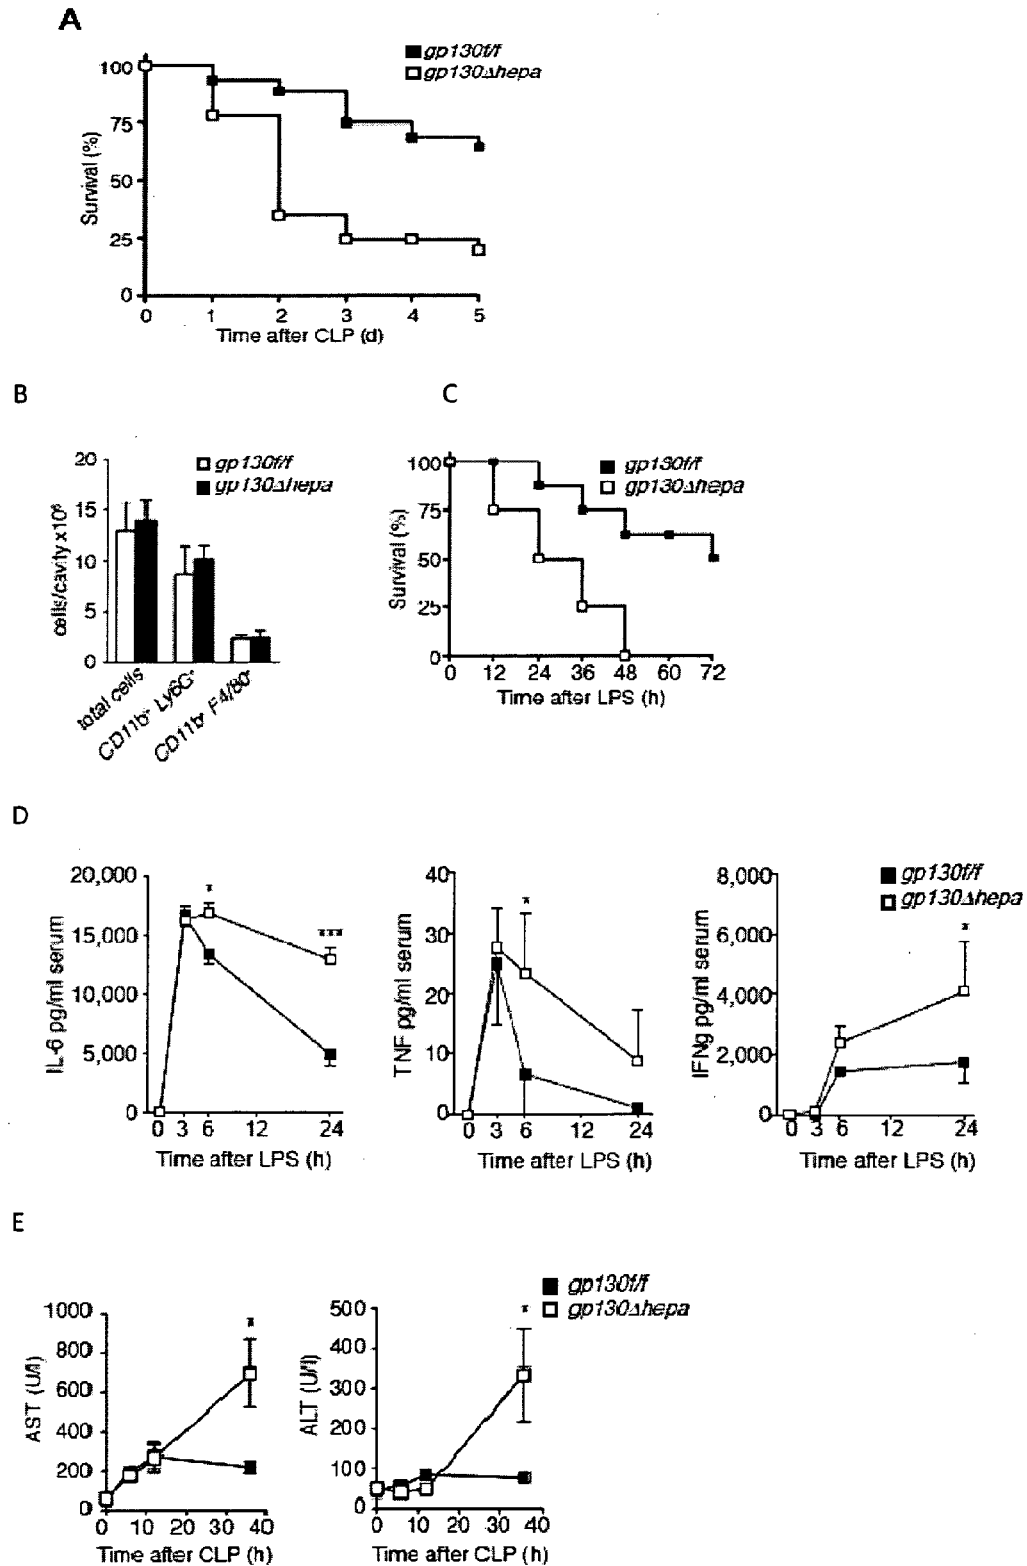 A
gp130f/f
gp130Δhepa
100
75
50
25
0
Survival (%)
0 1 2 3 4 5
Time after CLP (d)
B
gp130f/f
gp130Δhepa
20
15
10
5
0
cells/cavity x10⁶
total cells
CD11b⁺ Ly6G⁺
CD11b⁺ F4/80⁺
C
gp130f/f
gp130Δhepa
100
75
50
25
0
Survival (%)
0 12 24 36 48 60 72
Time after LPS (h)
D
20,000
15,000
10,000
5,000
0
IL-6 pg/ml serum
*
***
0 3 6 12 24
Time after LPS (h)
40
30
20
10
0
TNF pg/ml serum
*
0 3 6 12 24
Time after LPS (h)
gp130f/f
gp130Δhepa
8,000
6,000
4,000
2,000
0
IFNg pg/ml serum
*
0 3 6 12 24
Time after LPS (h)
E
1000
800
600
400
200
0
AST (U/l)
*
0 10 20 30 40
Time after CLP (h)
500
400
300
200
100
0
ALT (U/l)
*
0 10 20 30 40
Time after CLP (h)
gp130f/f
gp130Δhepa